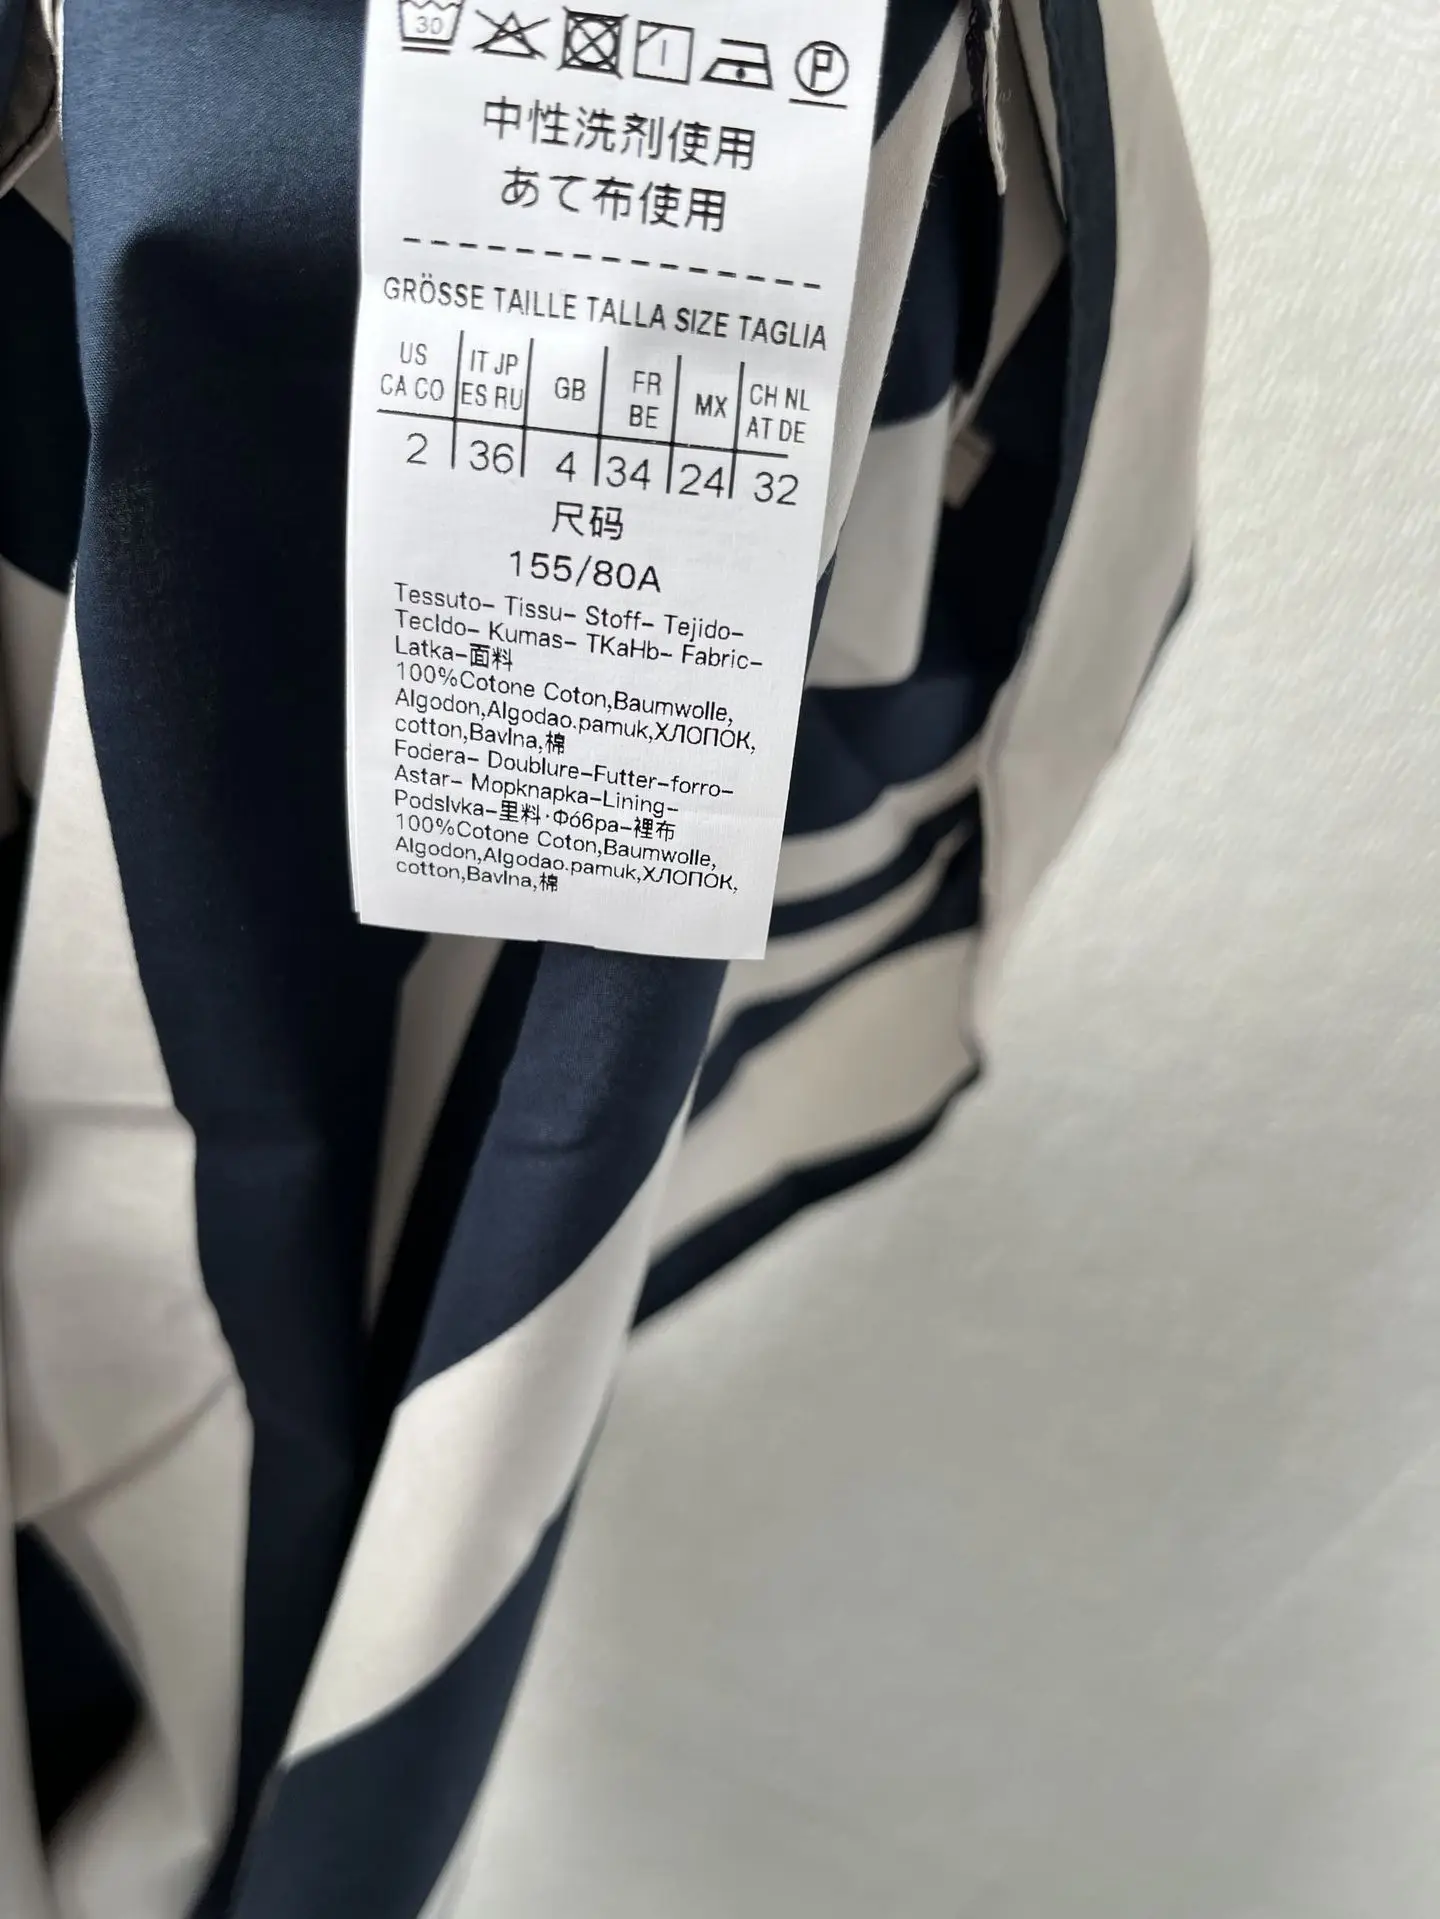 30
P
中性洗剤使用
あて布使用
GRÖSSE TAILLE TALLA SIZE TAGLIA
US CA CO IT JP ES RU GB FR BE MX CH NL AT DE
2 36 4 34 24 32
尺码
155/80A
Tessuto- Tissu- Stoff- Tejido-
Tecldo- Kumas- TKaHb- Fabric-
Latka-面料
100%Cotone Coton,Baumwolle,
Algodon,Algodao.pamuk,ХЛОПОК,
cotton,Bavlna,棉
Fodera- Doublure-Futter-forro-
Astar- Mopknapka-Lining-
Podslvka-里料·Φó6pa-裡布
100%Cotone Coton,Baumwolle,
Algodon,Algodao.pamuk,ХЛОПОК,
cotton,Bavlna,棉